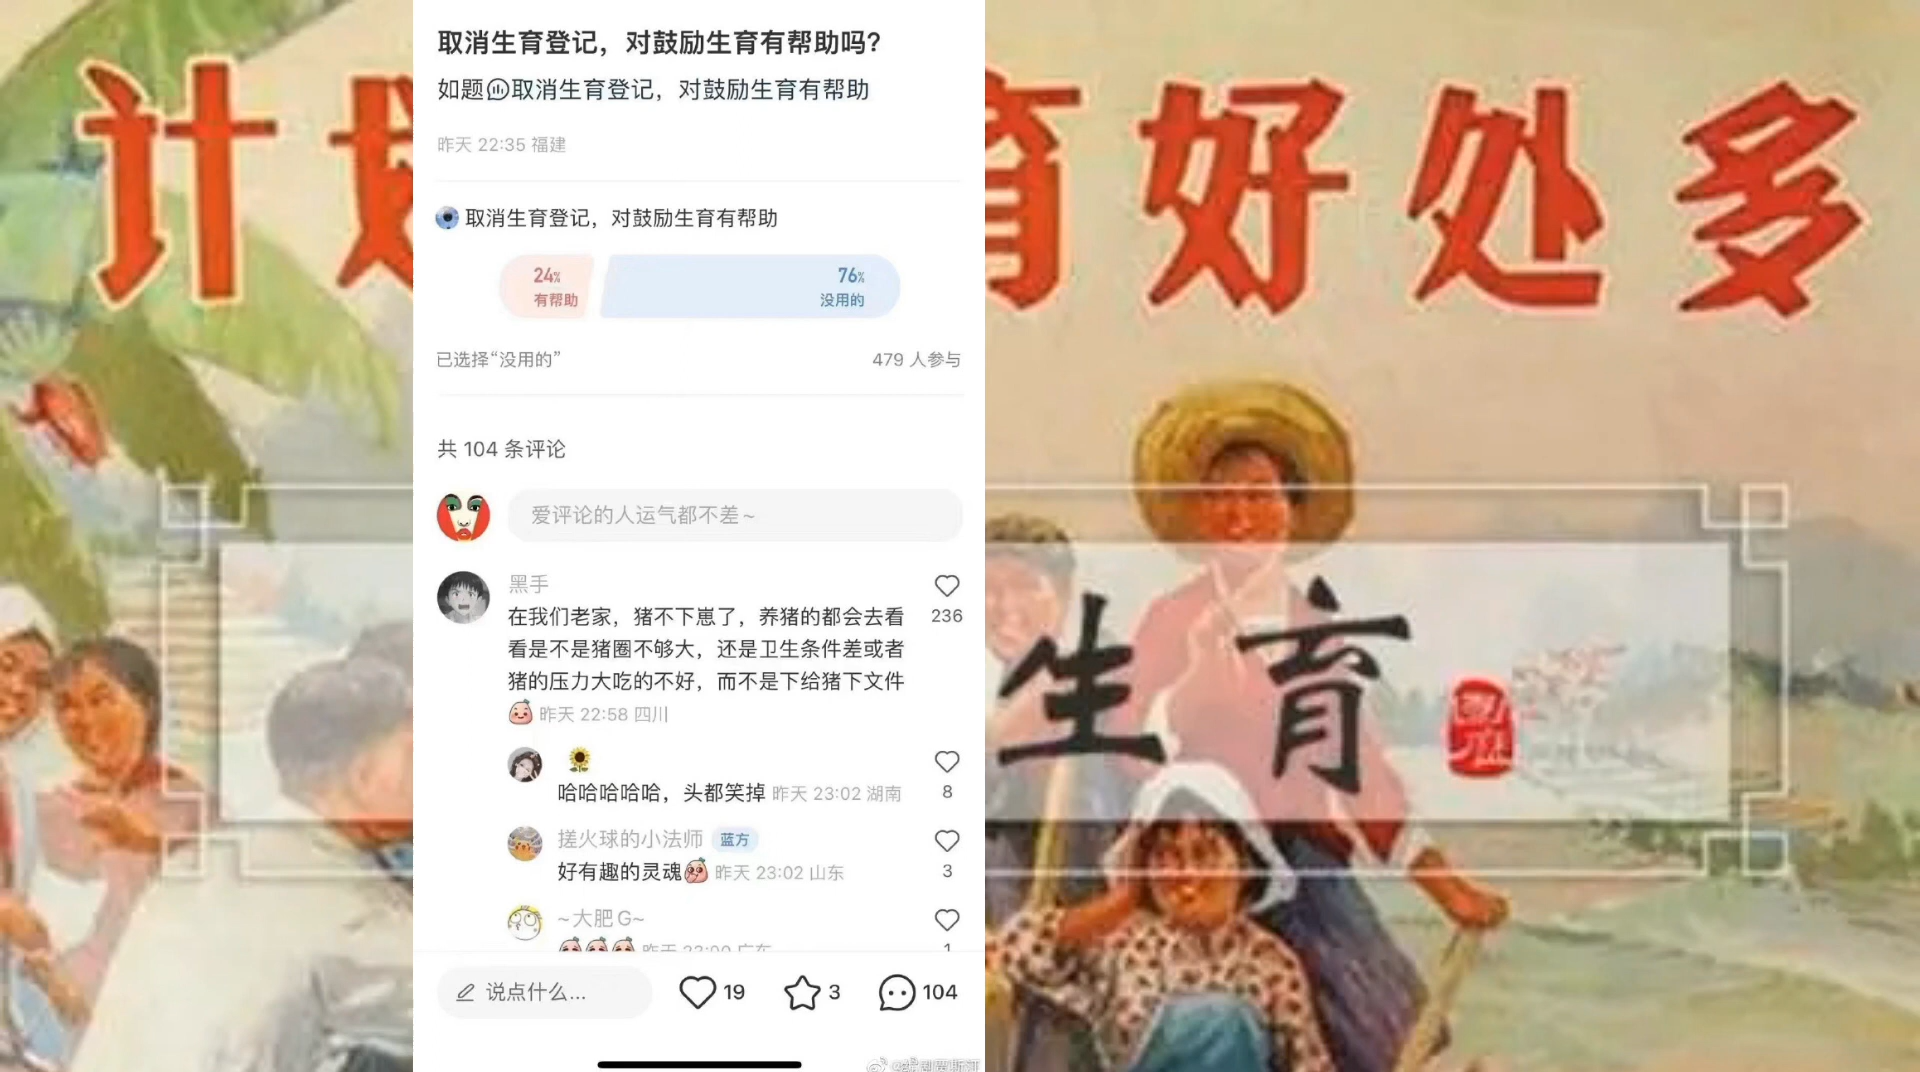 取消生育登记，对鼓励生育有帮助吗？
如题取消生育登记，对鼓励生育有帮助
昨天 22:35 福建
取消生育登记，对鼓励生育有帮助
24% 76%
有帮助 没用的
已选择“没用的” 479 人参与
共 104 条评论
爱评论的人运气都不差~
黑手
在我们老家，猪不下崽了，养猪的都会去看
看是不是猪圈不够大，还是卫生条件差或者
猪的压力大吃的不好，而不是下给猪下文件
昨天 22:58 四川
236
哈哈哈哈哈，头都笑掉 昨天 23:02 湖南
8
搓火球的小法师 蓝方
好有趣的灵魂 昨天 23:02 山东
3
~大肥G~
昨天 23:00 广东
1
说点什么... 19 3 104
计划
育好处多
生育